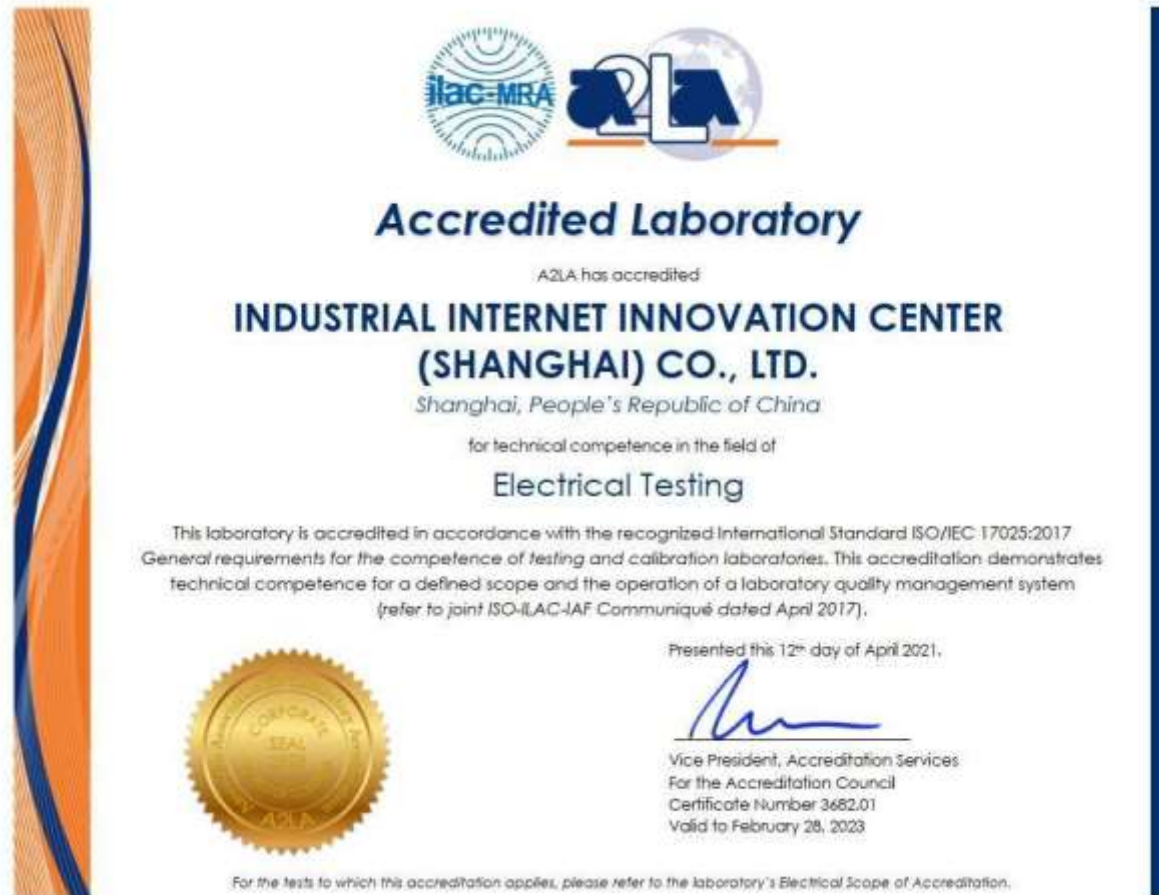 ilac-MRA
A2LA
Accredited Laboratory
A2LA has accredited
INDUSTRIAL INTERNET INNOVATION CENTER
(SHANGHAI) CO., LTD.
Shanghai, People's Republic of China
for technical competence in the field of
Electrical Testing
This laboratory is accredited in accordance with the recognized International Standard ISO/IEC 17025:2017
General requirements for the competence of testing and calibration laboratories. This accreditation demonstrates
technical competence for a defined scope and the operation of a laboratory quality management system
(refer to joint ISO-ILAC-IAF Communiqué dated April 2017).
Presented this 12th day of April 2021.
CORPORATE
SEAL
A2LA
Vice President, Accreditation Services
For the Accreditation Council
Certificate Number 3682.01
Valid to February 28, 2023
For the tests to which this accreditation applies, please refer to the laboratory's Electrical Scope of Accreditation.